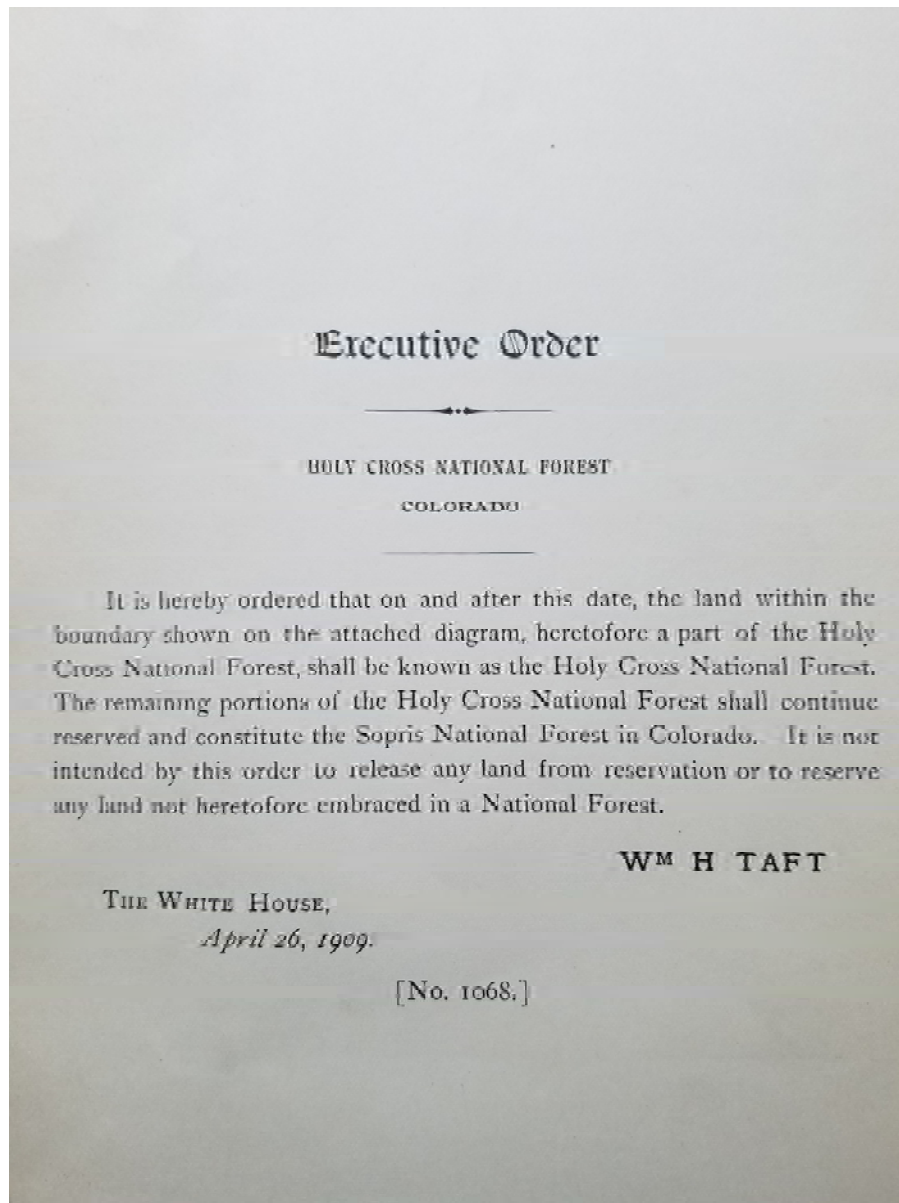 Executive Order
HOLY CROSS NATIONAL FOREST
COLORADO
It is hereby ordered that on and after this date, the land within the
boundary shown on the attached diagram, heretofore a part of the Holy
Cross National Forest, shall be known as the Holy Cross National Forest.
The remaining portions of the Holy Cross National Forest shall continue
reserved and constitute the Sopris National Forest in Colorado. It is not
intended by this order to release any land from reservation or to reserve
any land not heretofore embraced in a National Forest.
WM H TAFT
THE WHITE HOUSE,
April 26, 1909.
[No. 1068.]